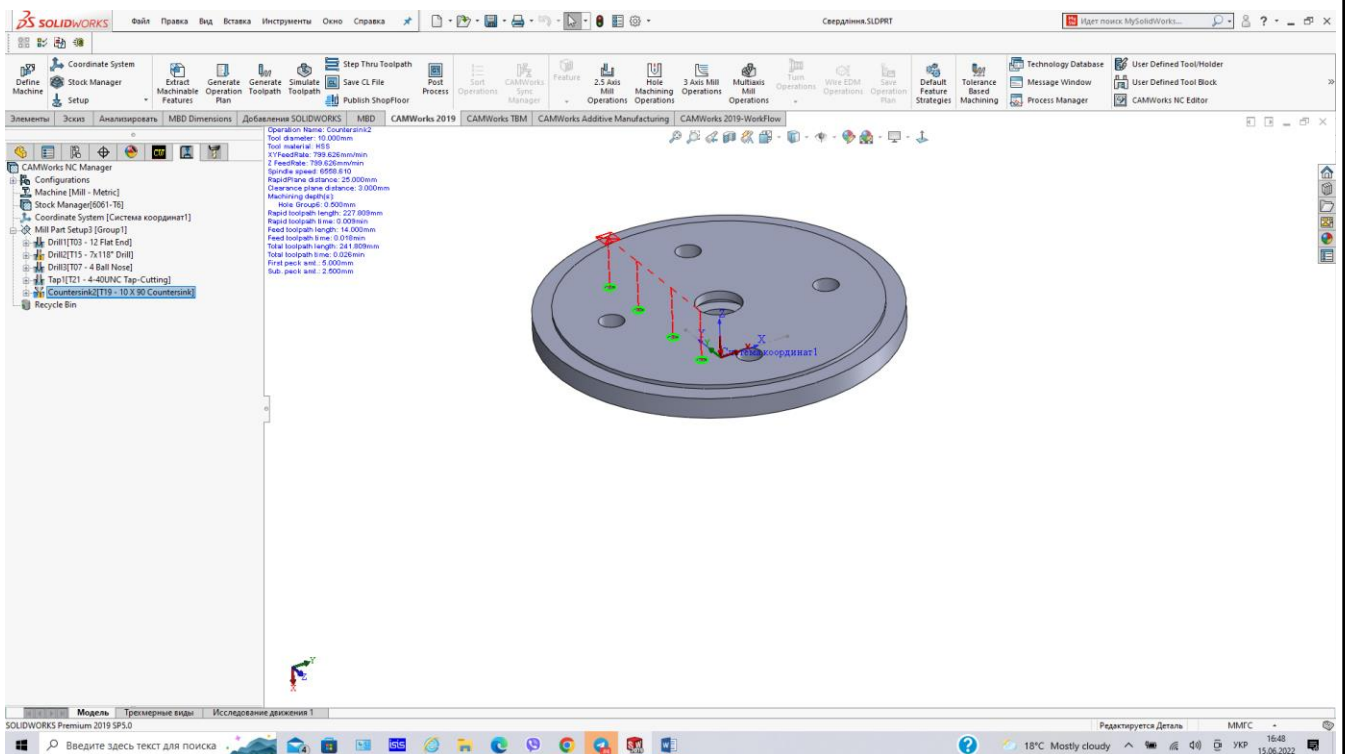 SOLIDWORKS
Файл Правка Вид Вставка Инструменты Окно Справка
Свердління.SLDPRT
Идет поиск MySolidWorks...
Define Machine
Coordinate System
Stock Manager
Setup
Extract Machinable Features
Generate Operation Plan
Generate Toolpath
Simulate Toolpath
Step Thru Toolpath
Save CL File
Publish ShopFloor
Post Process
Sort Operations
CAMWorks Sync Manager
Feature
2.5 Axis Mill Operations
Hole Machining Operations
3 Axis Mill Operations
Multiaxis Mill Operations
Turn Operations
Wire EDM Operations
Save Operation Plan
Default Feature Strategies
Tolerance Based Machining
Technology Database
Message Window
Process Manager
User Defined Tool/Holder
User Defined Tool Block
CAMWorks NC Editor
Элементы Эскиз Анализировать MBD Dimensions Добавления SOLIDWORKS MBD CAMWorks 2019 CAMWorks TBM CAMWorks Additive Manufacturing CAMWorks 2019-WorkFlow
CAMWorks NC Manager
Configurations
Machine [Mill - Metric]
Stock Manager[6061-T6]
Coordinate System [Система координат1]
Mill Part Setup3 [Group1]
Drill1[T03 - 12 Flat End]
Drill2[T15 - 7x118° Drill]
Drill3[T07 - 4 Ball Nose]
Tap1[T21 - 4-40UNC Tap-Cutting]
Countersink2[T19 - 10 X 90 Countersink]
Recycle Bin
Operation Name: Countersink2
Tool diameter: 10.000mm
Tool material: HSS
XYFeedRate: 799.626mm/min
Z FeedRate: 799.626mm/min
Spindle speed: 6558.610
RapidPlane distance: 25.000mm
Clearance plane distance: 3.000mm
Machining depth(s):
Hole Group6: 0.500mm
Rapid toolpath length: 227.809mm
Rapid toolpath time: 0.009min
Feed toolpath length: 14.000mm
Feed toolpath time: 0.018min
Total toolpath length: 241.809mm
Total toolpath time: 0.026min
First peck amt.: 5.000mm
Sub. peck amt.: 2.500mm
Z
X
Y
Система координат1
Y
Z
X
Модель Трехмерные виды Исследование движения 1
SOLIDWORKS Premium 2019 SP5.0
Редактируется Деталь
ММГС
Введите здесь текст для поиска
ISIS
18°C Mostly cloudy
УКР
16:48
15.06.2022